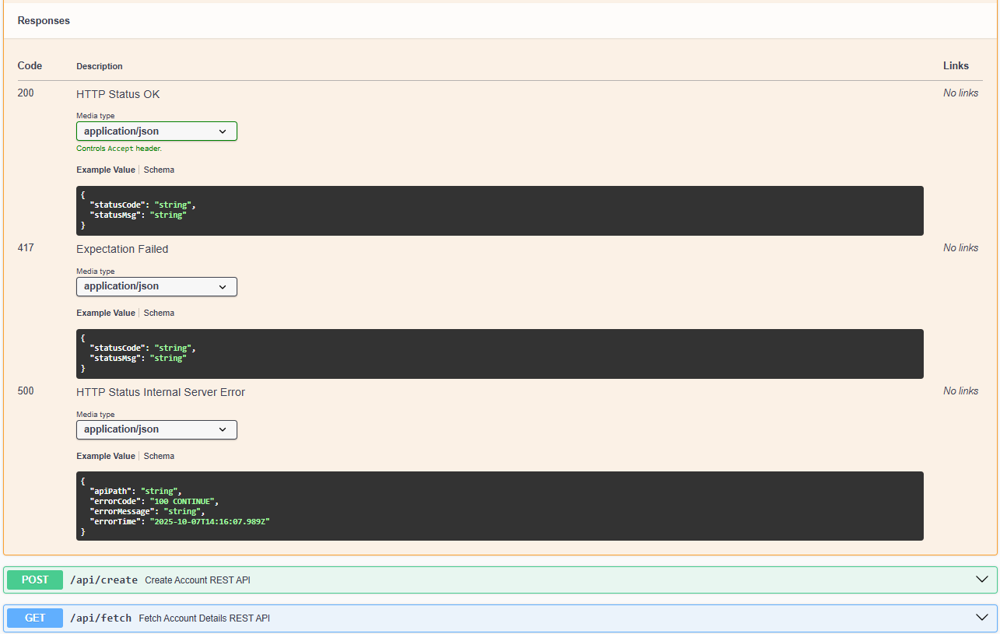 Responses
Code Description Links
200 HTTP Status OK No links
Media type
application/json
Controls Accept header.
Example Value | Schema
{
  "statusCode": "string",
  "statusMsg": "string"
}
417 Expectation Failed No links
Media type
application/json
Example Value | Schema
{
  "statusCode": "string",
  "statusMsg": "string"
}
500 HTTP Status Internal Server Error No links
Media type
application/json
Example Value | Schema
{
  "apiPath": "string",
  "errorCode": "100 CONTINUE",
  "errorMessage": "string",
  "errorTime": "2025-10-07T14:16:07.989Z"
}
POST /api/create Create Account REST API
GET /api/fetch Fetch Account Details REST API